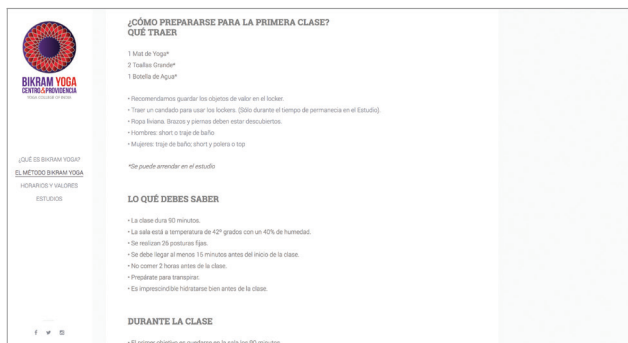 BIKRAM YOGA
CENTRO&PROVIDENCIA
YOGA COLLEGE OF INDIA
¿QUÉ ES BIKRAM YOGA?
EL MÉTODO BIKRAM YOGA
HORARIOS Y VALORES
ESTUDIOS
¿CÓMO PREPARARSE PARA LA PRIMERA CLASE?
QUÉ TRAER
1 Mat de Yoga*
2 Toallas Grande*
1 Botella de Agua*
• Recomendamos guardar los objetos de valor en el locker.
• Traer un candado para usar los lockers. (Sólo durante el tiempo de permanecia en el Estudio).
• Ropa liviana. Brazos y piernas deben estar descubiertos.
• Hombres: short o traje de baño
• Mujeres: traje de baño; short y polera o top
*Se puede arrendar en el estudio
LO QUÉ DEBES SABER
• La clase dura 90 minutos.
• La sala está a temperatura de 42º grados con un 40% de humedad.
• Se realizan 26 posturas fijas.
• Se debe llegar al menos 15 minutos antes del inicio de la clase.
• No comer 2 horas antes de la clase.
• Prepárate para transpirar.
• Es imprescindible hidratarse bien antes de la clase.
DURANTE LA CLASE